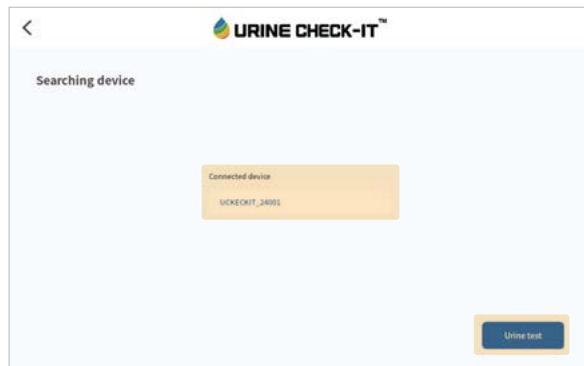 URINE CHECK-IT™
Searching device
Connected device
UCKECKIT_24001
Urine test